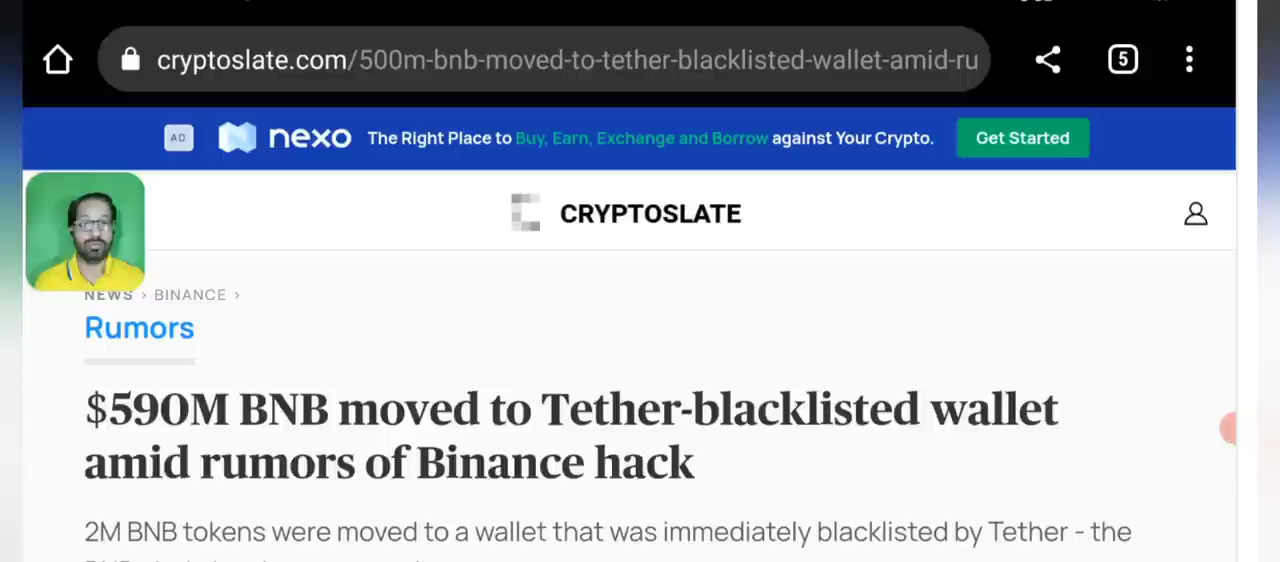 cryptoslate.com/500m-bnb-moved-to-tether-blacklisted-wallet-amid-ru
5
AD
nexo
The Right Place to Buy, Earn, Exchange and Borrow against Your Crypto.
Get Started
CRYPTOSLATE
NEWS > BINANCE >
Rumors
$590M BNB moved to Tether-blacklisted wallet
amid rumors of Binance hack
2M BNB tokens were moved to a wallet that was immediately blacklisted by Tether - the